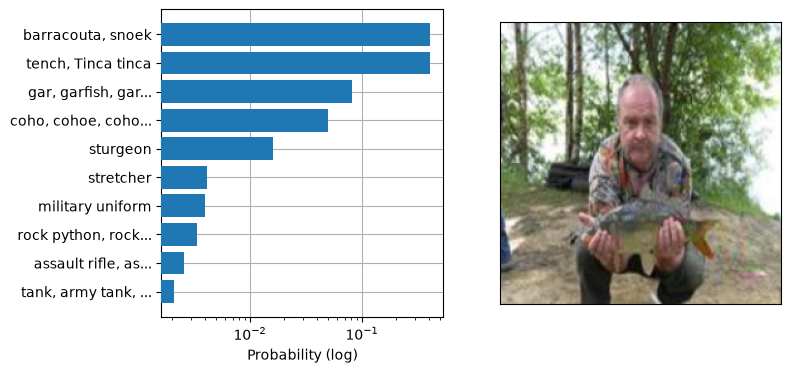 barracouta, snoek
tench, Tinca tinca
gar, garfish, gar...
coho, cohoe, coho...
sturgeon
stretcher
military uniform
rock python, rock...
assault rifle, as...
tank, army tank, ...
10⁻² 10⁻¹
Probability (log)